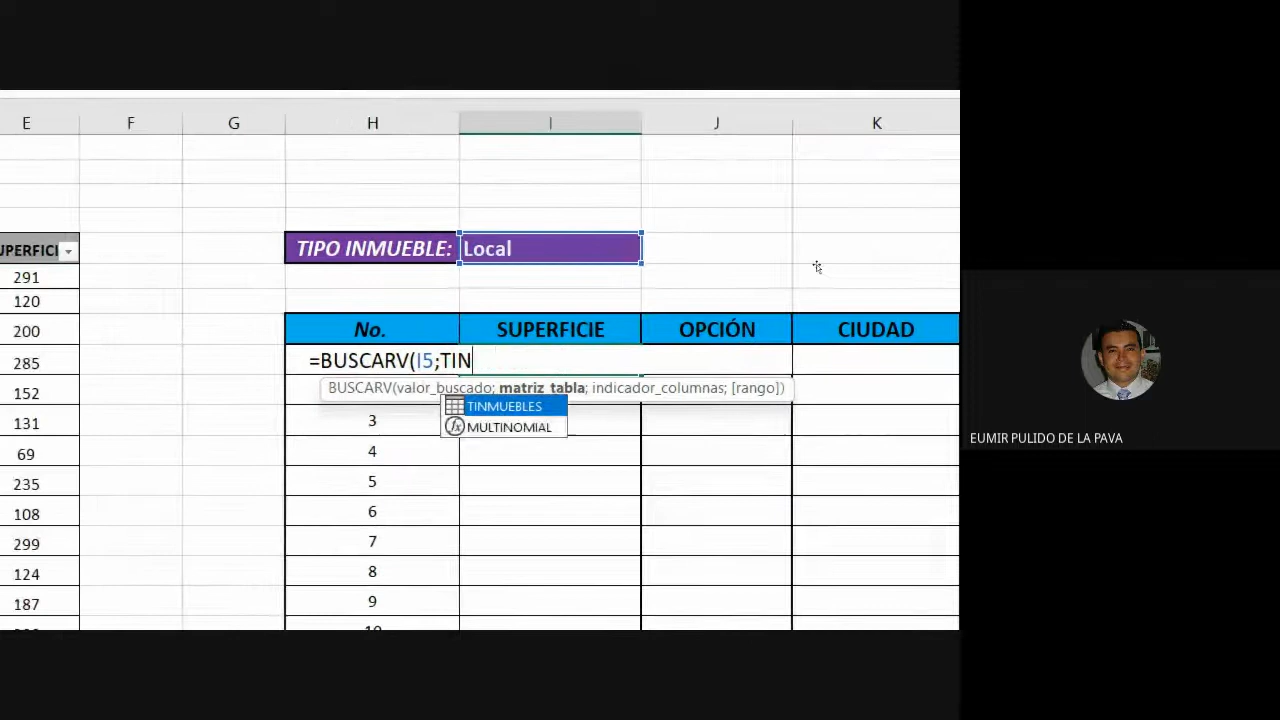 E F G H I J K
UPERFICI
TIPO INMUEBLE: Local
291
120
200 No. SUPERFICIE OPCIÓN CIUDAD
285 =BUSCARV(I5;TIN
152 BUSCARV(valor_buscado; matriz_tabla; indicador_columnas; [rango])
TINMUEBLES
131 3 MULTINOMIAL
69 4
235 5
108 6
299 7
124 8
187 9
10
EUMIR PULIDO DE LA PAVA